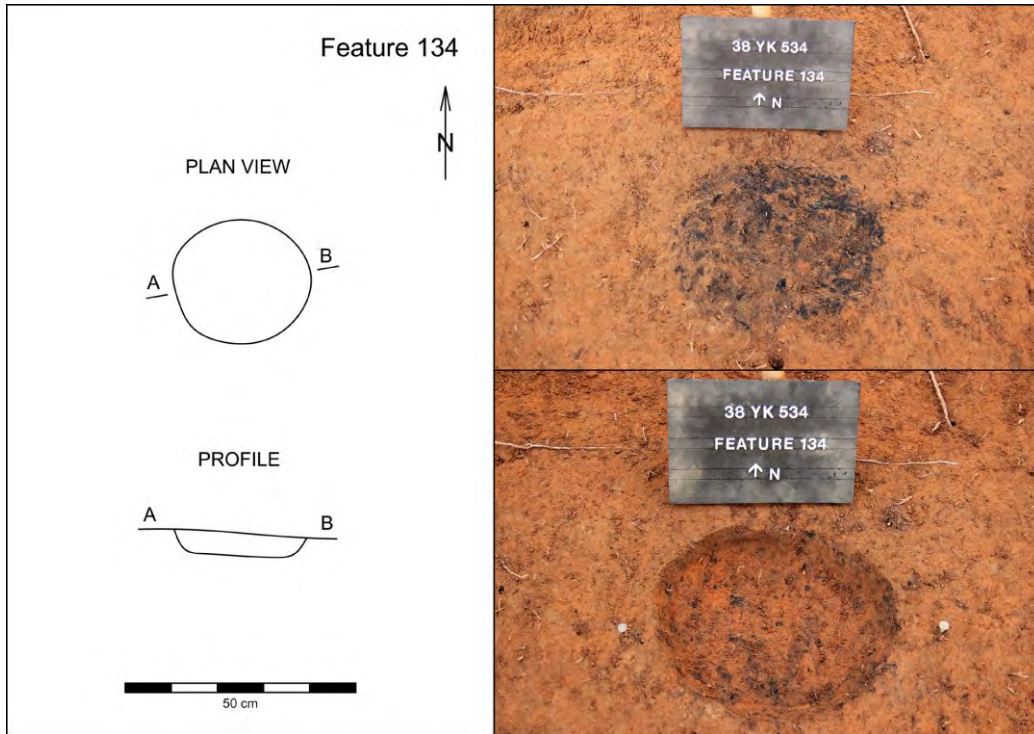 Feature 134
N
PLAN VIEW
A
B
PROFILE
A
B
50 cm
38 YK 534
FEATURE 134
↑ N
38 YK 534
FEATURE 134
↑ N